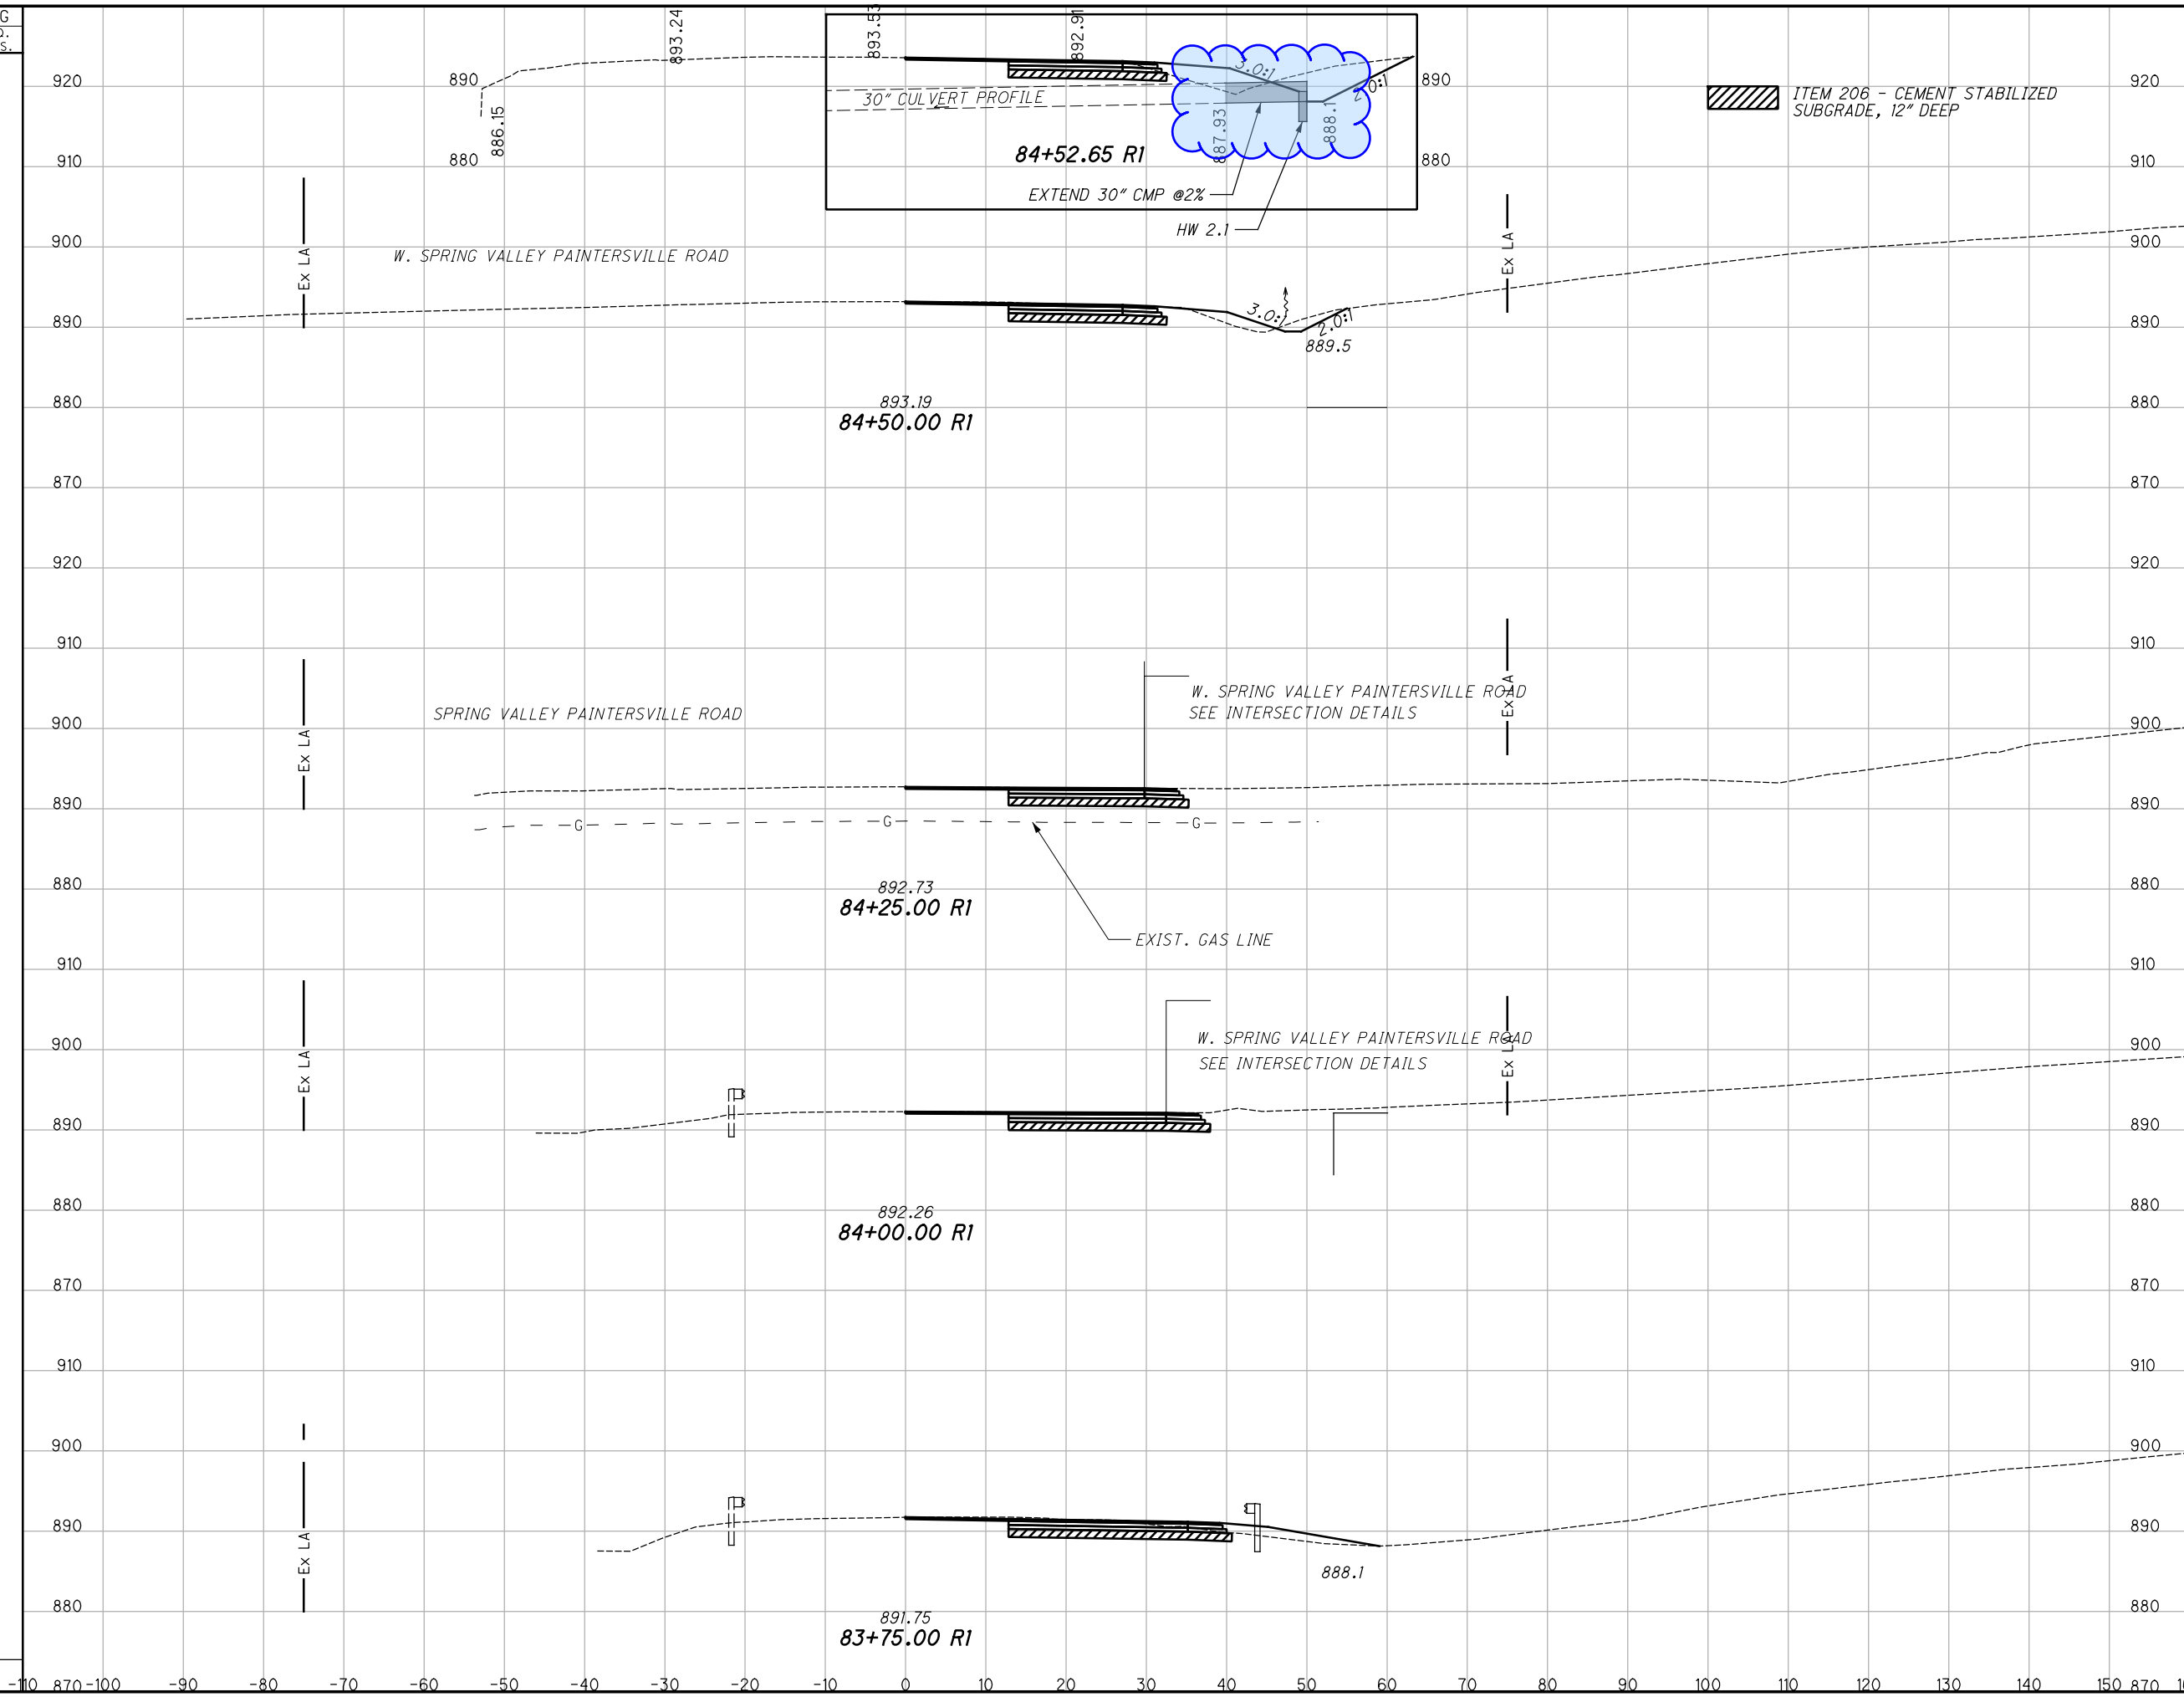 G
S.
893.24
893.53
892.91
920
890
886.15
30" CULVERT PROFILE
3.0:1
2.0:1
890
920
ITEM 206 - CEMENT STABILIZED
SUBGRADE, 12" DEEP
887.93
888.1
910
880
84+52.65 R1
880
910
EXTEND 30" CMP @2%
HW 2.1
900
Ex LA
W. SPRING VALLEY PAINTERSVILLE ROAD
Ex LA
900
890
3.0:1
2.0:1
890
889.5
880
893.19
880
84+50.00 R1
870
870
920
920
910
910
W. SPRING VALLEY PAINTERSVILLE ROAD
Ex LA
SPRING VALLEY PAINTERSVILLE ROAD
SEE INTERSECTION DETAILS
900
Ex LA
900
890
890
G
G
G
880
892.73
880
84+25.00 R1
EXIST. GAS LINE
910
910
W. SPRING VALLEY PAINTERSVILLE ROAD
900
Ex LA
SEE INTERSECTION DETAILS
Ex LA
900
890
890
880
892.26
880
84+00.00 R1
870
870
910
910
900
900
890
890
Ex LA
888.1
880
891.75
880
83+75.00 R1
870
-110 -100 -90 -80 -70 -60 -50 -40 -30 -20 -10 0 10 20 30 40 50 60 70 80 90 100 110 120 130 140 150
870